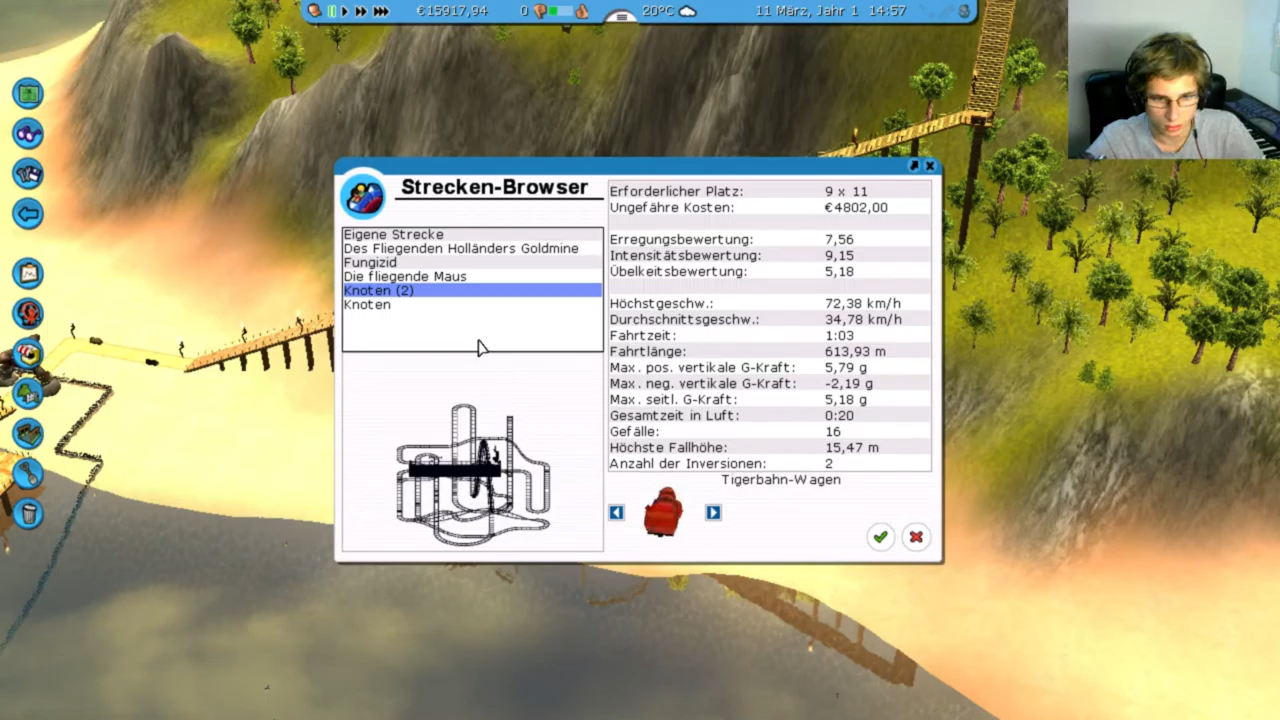 €15917,94 0 20ºC 11 März, Jahr 1 14:57
Strecken-Browser
Eigene Strecke
Des Fliegenden Holländers Goldmine
Fungizid
Die fliegende Maus
Knoten (2)
Knoten
Erforderlicher Platz: 9 x 11
Ungefähre Kosten: €4802,00
Erregungsbewertung: 7,56
Intensitätsbewertung: 9,15
Übelkeitsbewertung: 5,18
Höchstgeschw.: 72,38 km/h
Durchschnittsgeschw.: 34,78 km/h
Fahrtzeit: 1:03
Fahrtlänge: 613,93 m
Max. pos. vertikale G-Kraft: 5,79 g
Max. neg. vertikale G-Kraft: -2,19 g
Max. seitl. G-Kraft: 5,18 g
Gesamtzeit in Luft: 0:20
Gefälle: 16
Höchste Fallhöhe: 15,47 m
Anzahl der Inversionen: 2
Tigerbahn-Wagen